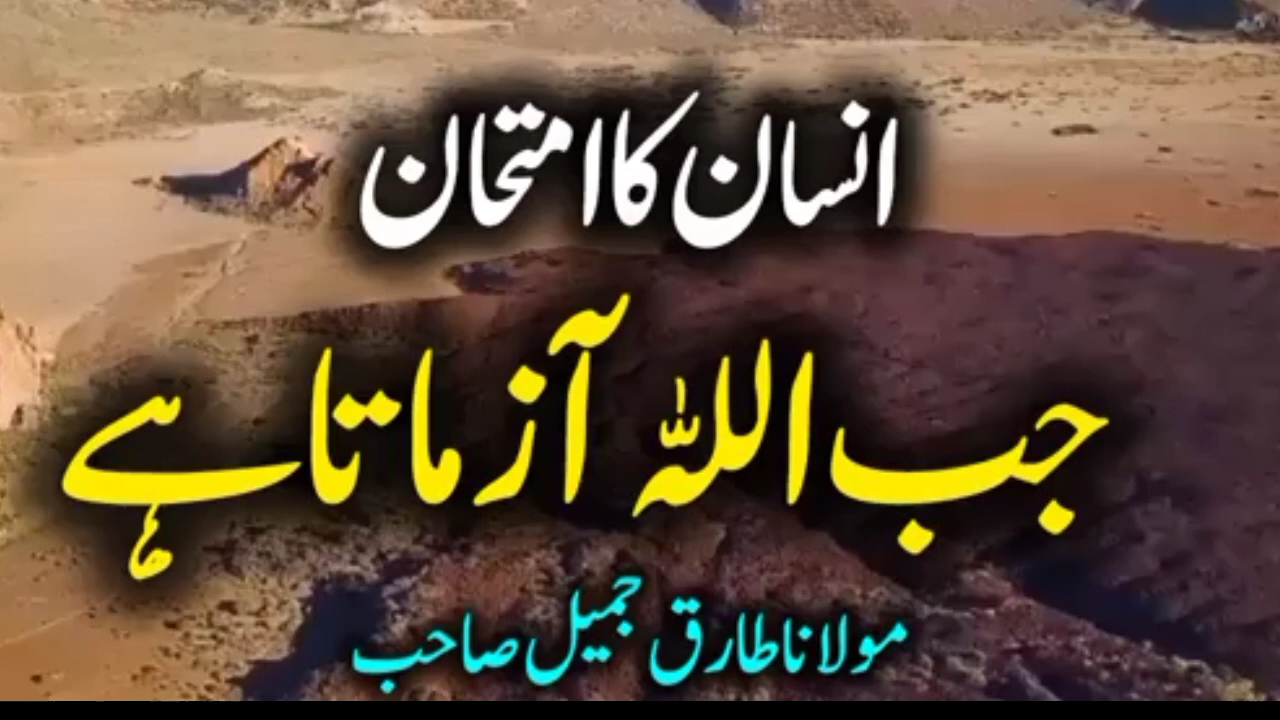 انسان کا امتحان
جب اللہ آزماتا ہے
مولانا طارق جمیل صاحب